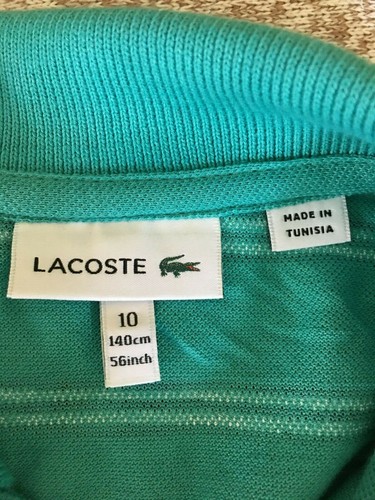 MADE IN
TUNISIA
LACOSTE
10
140cm
56inch